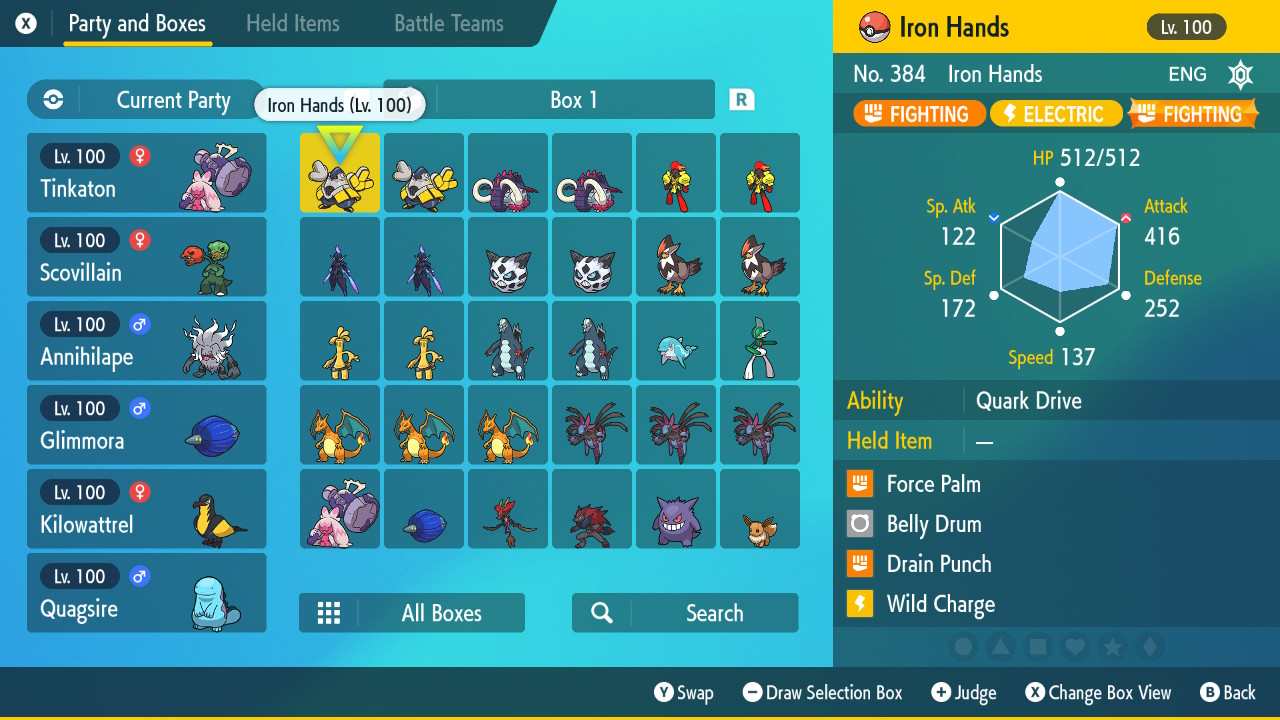 X Party and Boxes Held Items Battle Teams
Current Party
Iron Hands (Lv. 100)
Box 1
R
Lv. 100 ♀
Tinkaton
Lv. 100 ♀
Scovillain
Lv. 100 ♂
Annihilape
Lv. 100 ♂
Glimmora
Lv. 100 ♀
Kilowattrel
Lv. 100 ♂
Quagsire
All Boxes
Search
Iron Hands Lv. 100
No. 384 Iron Hands ENG
FIGHTING ELECTRIC FIGHTING
HP 512/512
Sp. Atk
122
Attack
416
Sp. Def
172
Defense
252
Speed 137
Ability Quark Drive
Held Item —
Force Palm
Belly Drum
Drain Punch
Wild Charge
Y Swap − Draw Selection Box + Judge X Change Box View B Back